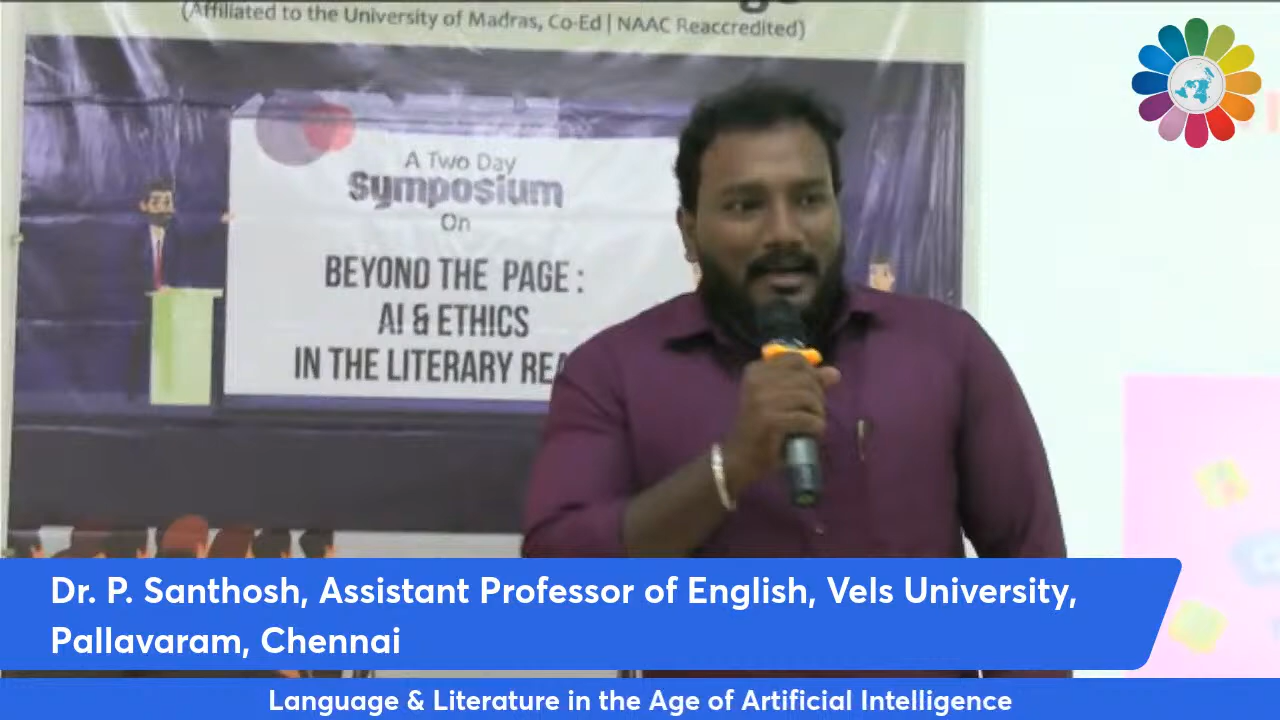 (Affiliated to the University of Madras, Co-Ed | NAAC Reaccredited)
A Two Day
Symposium
On
BEYOND THE PAGE :
AI & ETHICS
IN THE LITERARY
Dr. P. Santhosh, Assistant Professor of English, Vels University,
Pallavaram, Chennai
Language & Literature in the Age of Artificial Intelligence